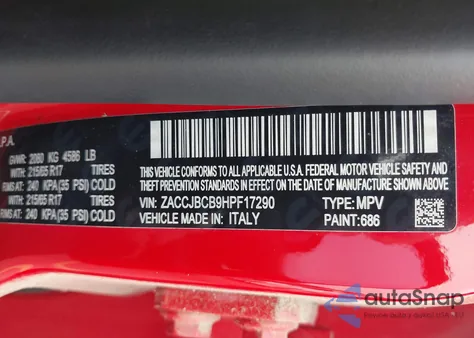 .P.A.
GVWR: 2080 KG 4586 LB
WITH 215/65 R17
RIMS AT: 240 KPA(35 PSI) COLD
WITH 215/65 R17
RIMS AT: 240 KPA(35 PSI) COLD
THIS VEHICLE CONFORMS TO ALL APPLICABLE U.S.A. FEDERAL MOTOR VEHICLE SAFETY AND
THEFT PREVENTION STANDARDS IN EFFECT ON THE DATE OF MANUFACTURE SHOWN ABOVE.
VIN: ZACCJBCB9HPF17290 TYPE: MPV
VEHICLE MADE IN: ITALY PAINT: 686
autoSnap